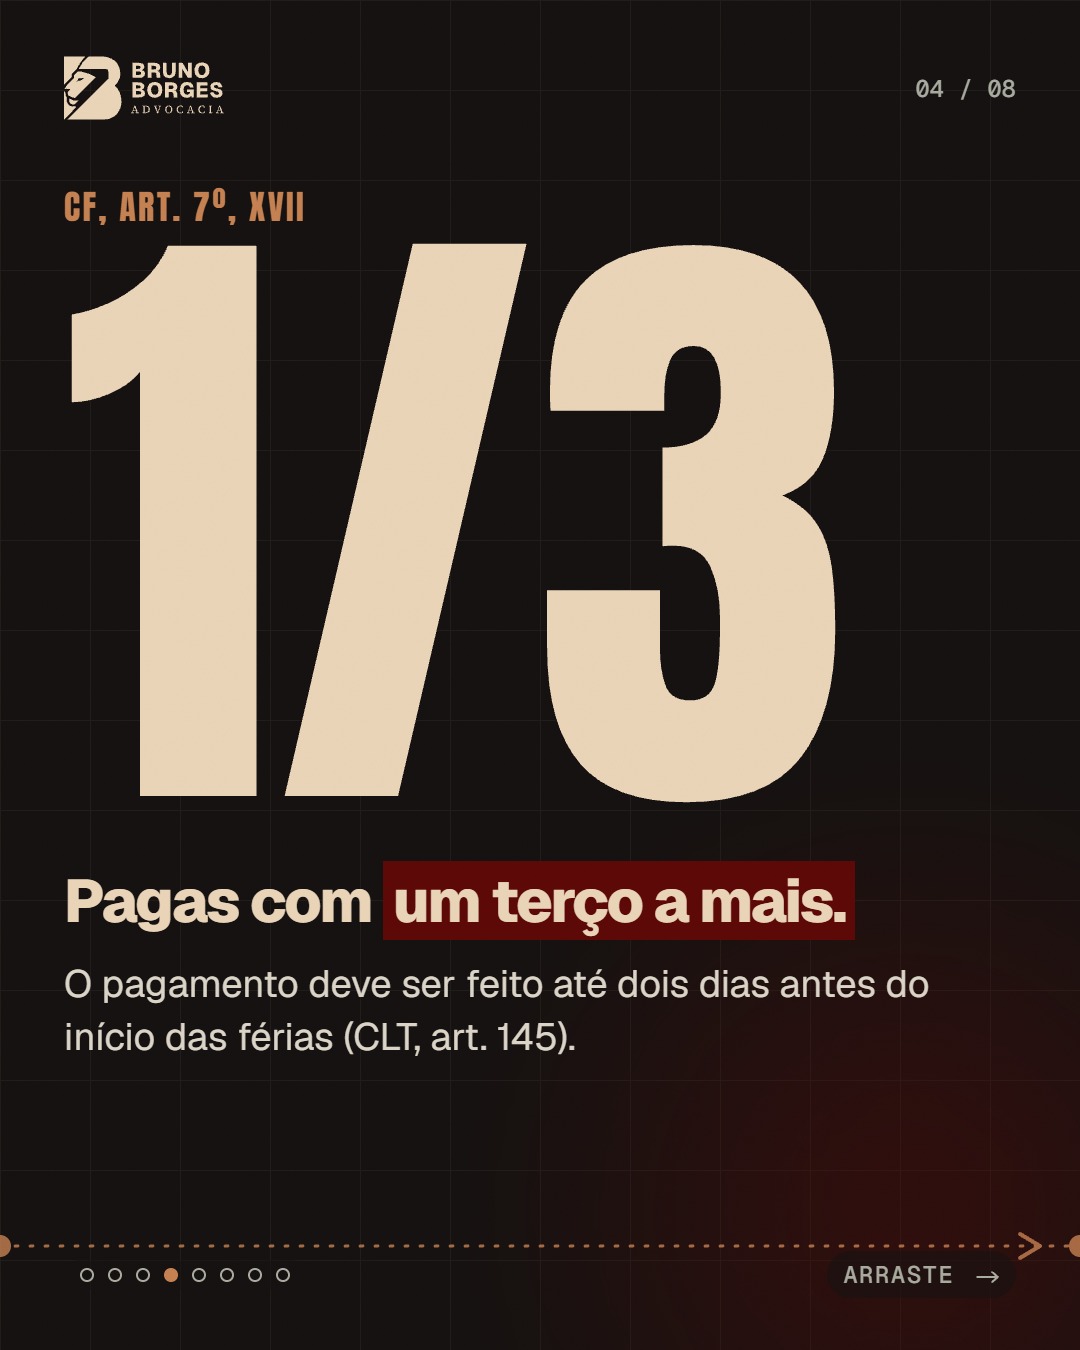 BRUNO
BORGES
ADVOCACIA
04 / 08
CF, ART. 7º, XVII
1/3
Pagas com um terço a mais.
O pagamento deve ser feito até dois dias antes do
início das férias (CLT, art. 145).
ARRASTE →